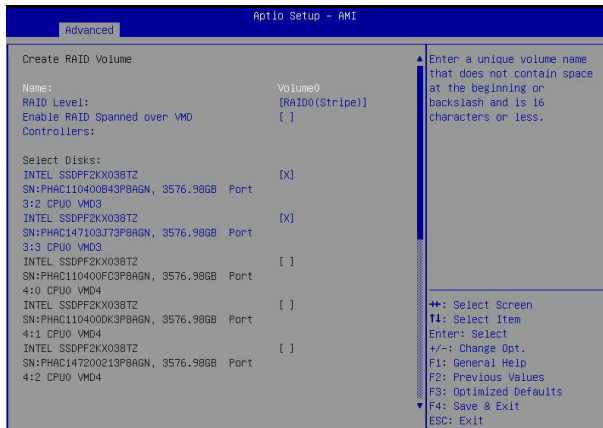 Aptio Setup - AMI
Advanced
Create RAID Volume
Name: Volume0
RAID Level: [RAID0(Stripe)]
Enable RAID Spanned over VMD [ ]
Controllers:
Select Disks:
INTEL SSDPF2KX038TZ [X]
SN:PHAC110400B43P8AGN, 3576.98GB Port
3:2 CPU0 VMD3
INTEL SSDPF2KX038TZ [X]
SN:PHAC147103J73P8AGN, 3576.98GB Port
3:3 CPU0 VMD3
INTEL SSDPF2KX038TZ [ ]
SN:PHAC110400FC3P8AGN, 3576.98GB Port
4:0 CPU0 VMD4
INTEL SSDPF2KX038TZ [ ]
SN:PHAC110400DK3P8AGN, 3576.98GB Port
4:1 CPU0 VMD4
INTEL SSDPF2KX038TZ [ ]
SN:PHAC147200213P8AGN, 3576.98GB Port
4:2 CPU0 VMD4
Enter a unique volume name
that does not contain space
at the beginning or
backslash and is 16
characters or less.
→←: Select Screen
↑↓: Select Item
Enter: Select
+/-: Change Opt.
F1: General Help
F2: Previous Values
F3: Optimized Defaults
F4: Save & Exit
ESC: Exit